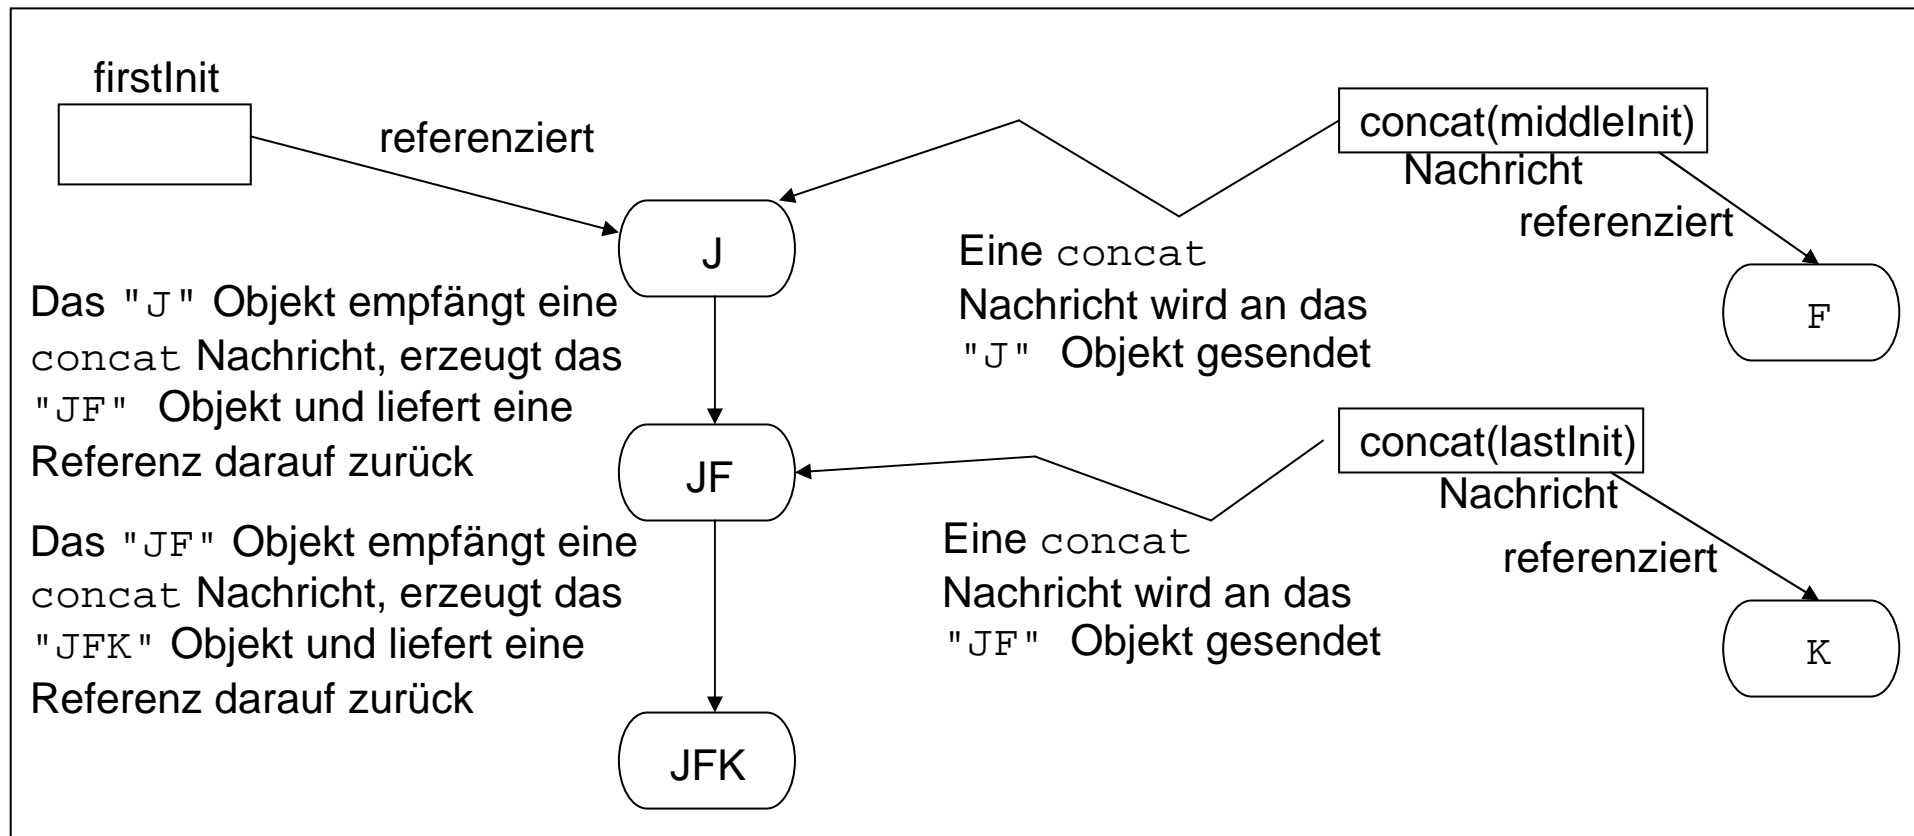 firstInit
referenziert
concat(middleInit)
Nachricht
referenziert
J
F
Das "J" Objekt empfängt eine
concat Nachricht, erzeugt das
"JF" Objekt und liefert eine
Referenz darauf zurück
Eine concat
Nachricht wird an das
"J" Objekt gesendet
JF
concat(lastInit)
Nachricht
referenziert
K
Das "JF" Objekt empfängt eine
concat Nachricht, erzeugt das
"JFK" Objekt und liefert eine
Referenz darauf zurück
Eine concat
Nachricht wird an das
"JF" Objekt gesendet
JFK